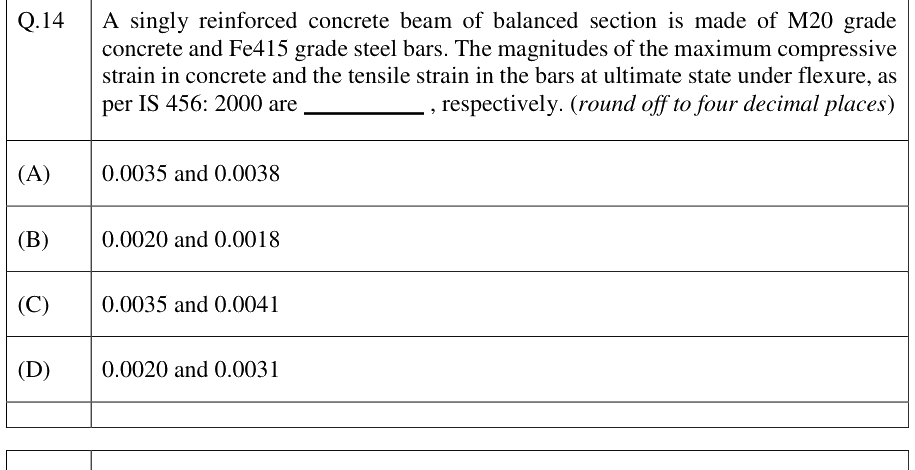 Q.14 A singly reinforced concrete beam of balanced section is made of M20 grade
concrete and Fe415 grade steel bars. The magnitudes of the maximum compressive
strain in concrete and the tensile strain in the bars at ultimate state under flexure, as
per IS 456: 2000 are __________ , respectively. (round off to four decimal places)
(A) 0.0035 and 0.0038
(B) 0.0020 and 0.0018
(C) 0.0035 and 0.0041
(D) 0.0020 and 0.0031